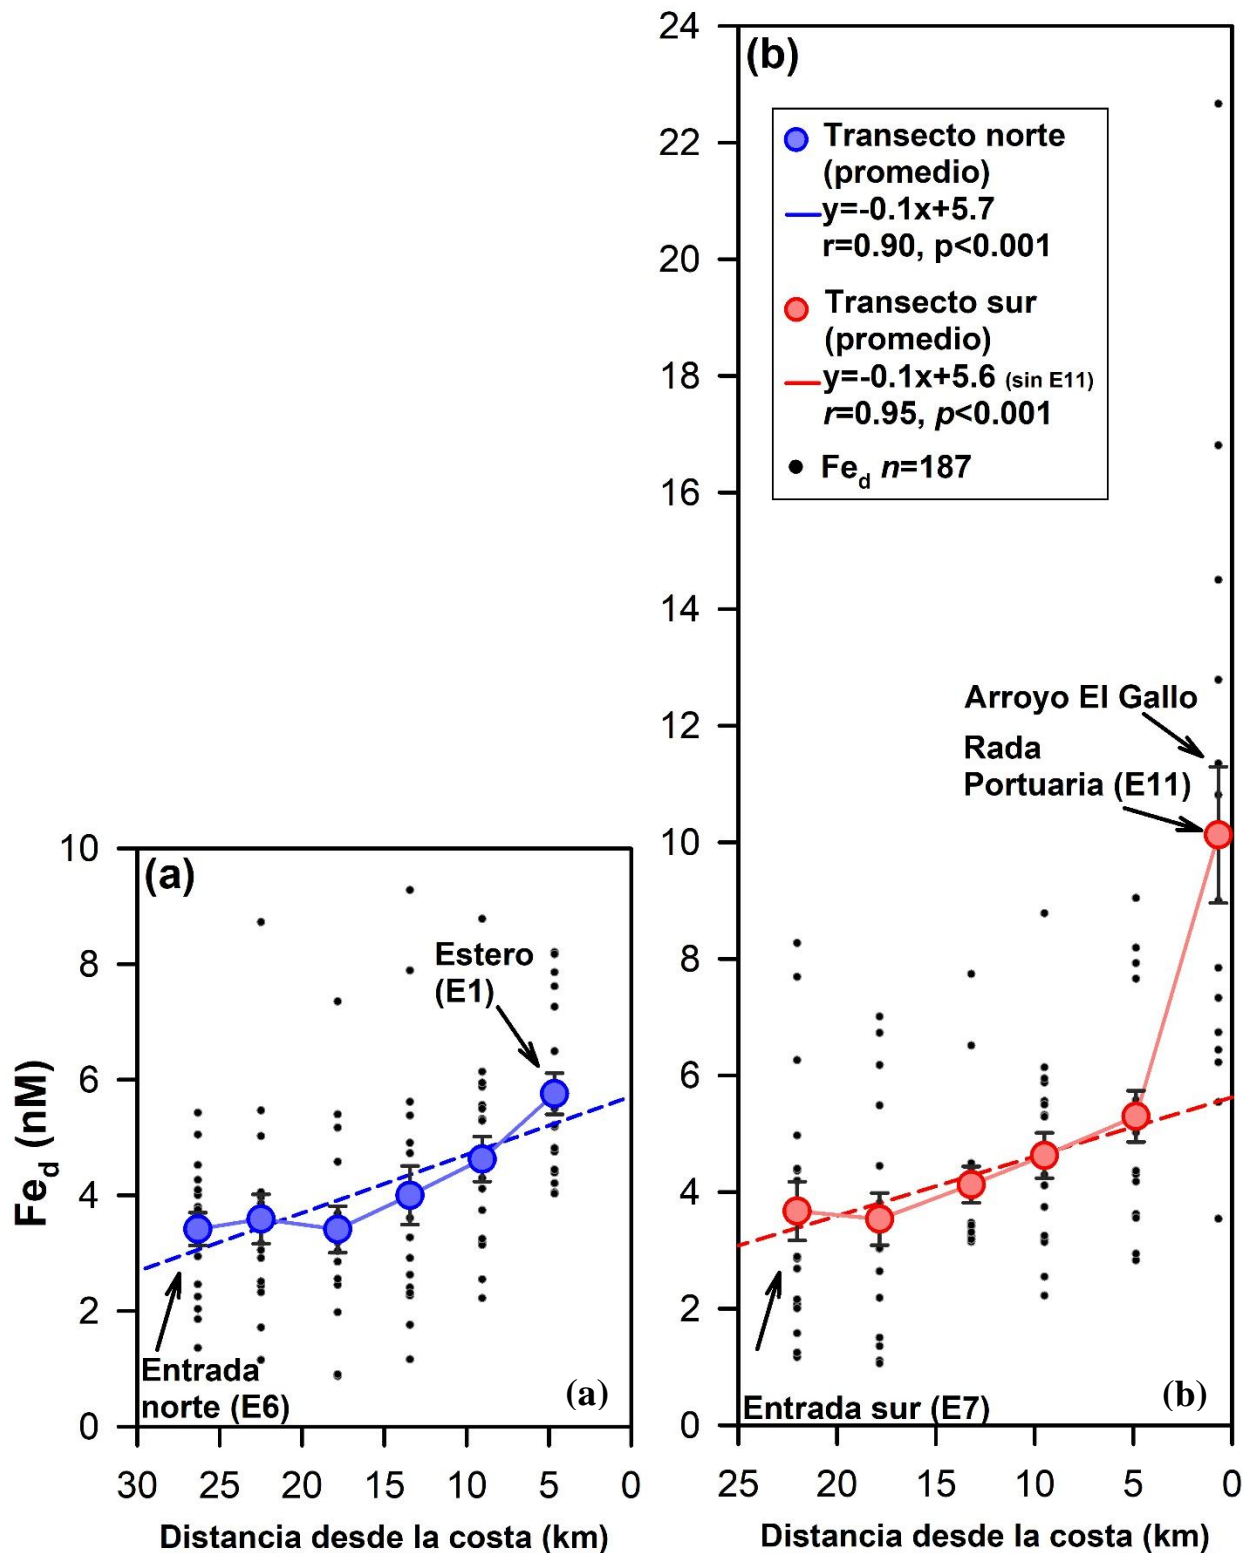 (a)
Fe_d (nM)
10
8
6
4
2
0
Estero
(E1)
Entrada
norte (E6)
(a)
30 25 20 15 10 5 0
Distancia desde la costa (km)
(b)
24
22
20
18
16
14
12
10
8
6
4
2
0
Transecto norte
(promedio)
y=-0.1x+5.7
r=0.90, p<0.001
Transecto sur
(promedio)
y=-0.1x+5.6 (sin E11)
r=0.95, p<0.001
Fe_d n=187
Arroyo El Gallo
Rada
Portuaria (E11)
Entrada sur (E7)
(b)
25 20 15 10 5 0
Distancia desde la costa (km)